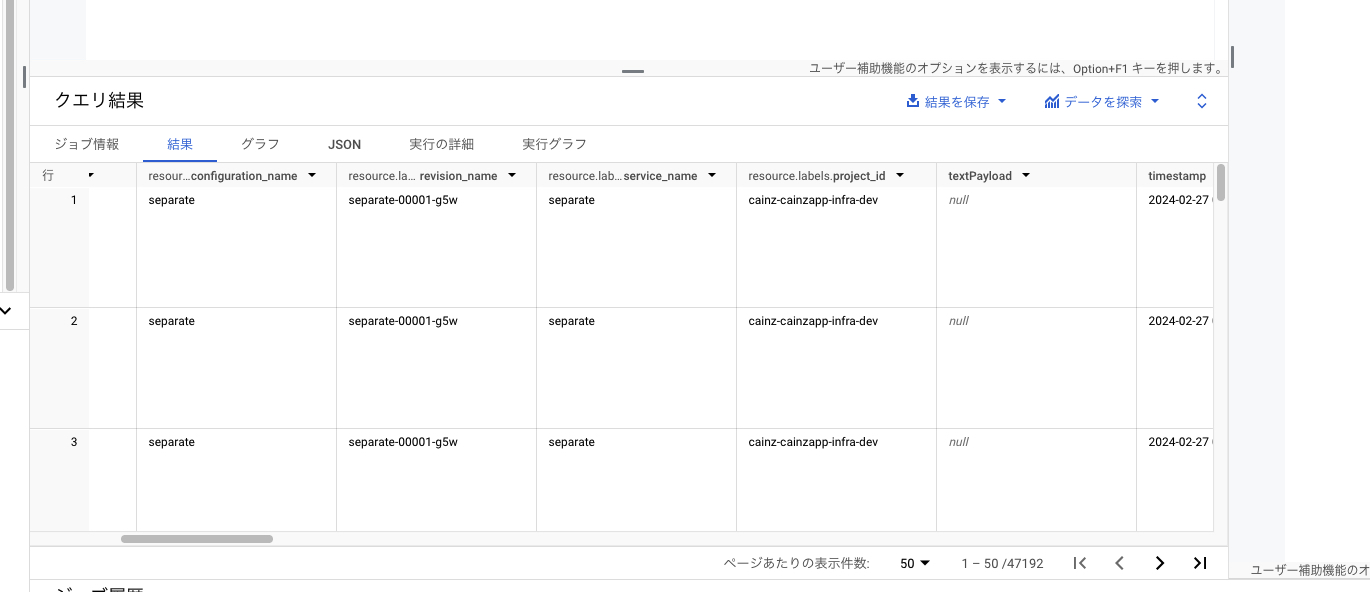 ユーザー補助機能のオプションを表示するには、Option+F1 キーを押します。
クエリ結果
結果を保存
データを探索
ジョブ情報 結果 グラフ JSON 実行の詳細 実行グラフ
行 resour...configuration_name resource.la... revision_name resource.lab...service_name resource.labels.project_id textPayload timestamp
1 separate separate-00001-g5w separate cainz-cainzapp-infra-dev null 2024-02-27
2 separate separate-00001-g5w separate cainz-cainzapp-infra-dev null 2024-02-27
3 separate separate-00001-g5w separate cainz-cainzapp-infra-dev null 2024-02-27
ページあたりの表示件数: 50 1 – 50 /47192
ユーザー補助機能のオ